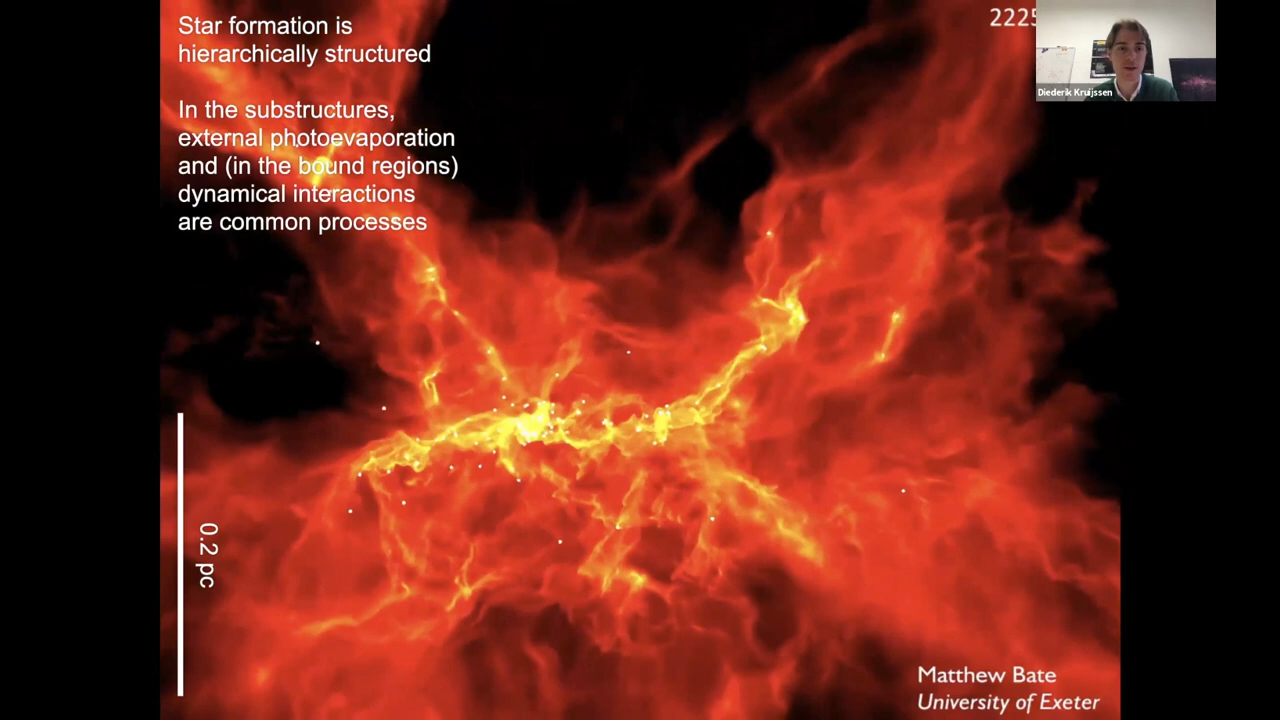 Star formation is
hierarchically structured
In the substructures,
external photoevaporation
and (in the bound regions)
dynamical interactions
are common processes
2225
Diederik Kruijssen
0.2 pc
Matthew Bate
University of Exeter